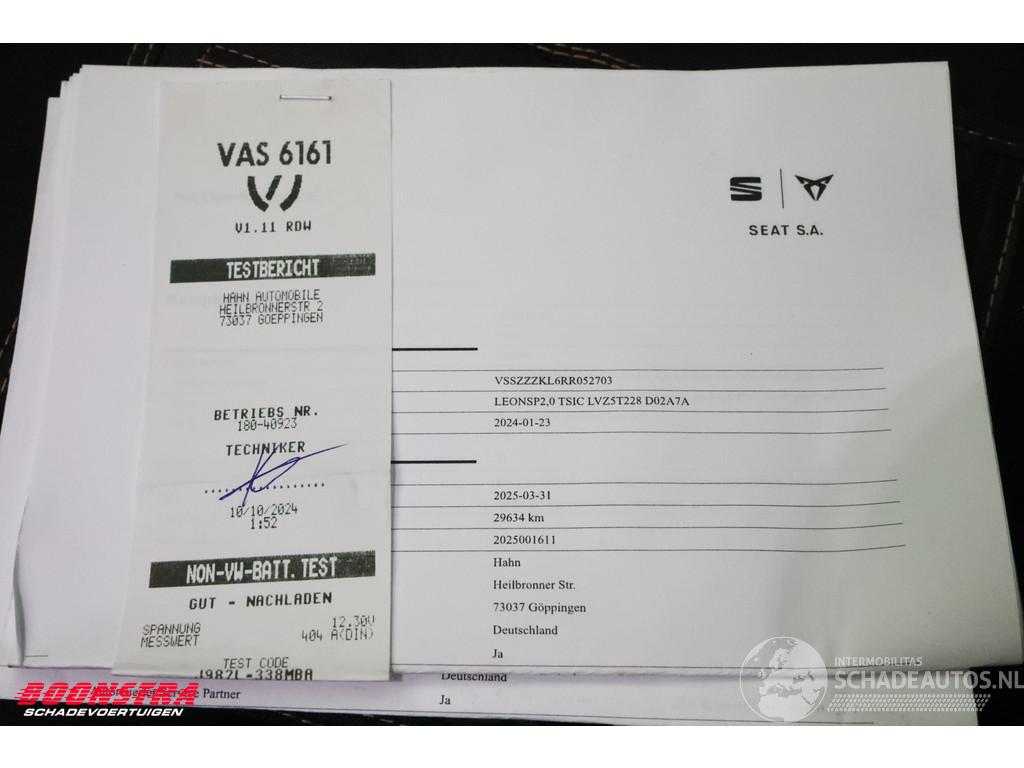 VAS 6161
V1.11 RDW
TESTBERICHT
HAHN AUTOMOBILE
HEILBRONNERSTR 2
73037 GOEPPINGEN
BETRIEBS NR.
180-40923
TECHNIKER
10/10/2024
1:52
NON-VW-BATT.TEST
GUT - NACHLADEN
SPANNUNG 12.30V
MESSWERT 404 A(DIN)
TEST CODE
SEAT S.A.
VSSZZZKL6RR052703
LEONSP2,0 TSIC LVZ5T228 D02A7A
2024-01-23
2025-03-31
29634 km
2025001611
Hahn
Heilbronner Str.
73037 Göppingen
Deutschland
Ja
Deutschland
Partner
Ja
BOONSTRA
SCHADEVOERTUIGEN
INTERMOBILITAS
SCHADEAUTOS.NL